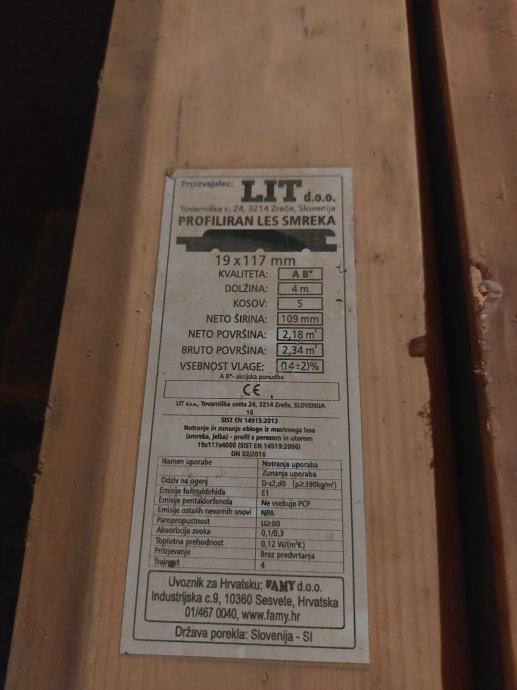 Proizvajalec: LIT d.o.o.
Tovarniška c. 24, 3214 Zreče, Slovenija
PROFILIRAN LES SMREKA
19 x 117 mm
KVALITETA: A B*
DOLŽINA: 4 m
KOSOV: 5
NETO ŠIRINA: 109 mm
NETO POVRŠINA: 2,18 m²
BRUTO POVRŠINA: 2,34 m²
VSEBNOST VLAGE: (14±2)%
A B*- akcijska ponudba
CE
LIT d.o.o., Tovarniška cesta 24, 3214 Zreče, SLOVENIJA
16
SIST EN 14915:2013
Notranje in zunanje obloge iz masivnega lesa
(smreka, jelka) - profil s peresom in utorom
19x117x4000 (EN 14519:2006)
DN 02/2016
Namen uporabe Notranja uporaba
Zunanja uporaba
Odziv na ogenj D-s2,d0 (ρ≥390kg/m³)
Emisije formaldehida E1
Emisije pentaklorfenola Ne vsebuje PCP
Emisije ostalih nevarnih snovi NPA
Paropropustnost
Absorbcija zvoka 0,1/0,3
Toplotna prehodnost 0,12 W/(m²K)
Pritrjevanje Brez predvrtanja
Trajnost 4
Uvoznik za Hrvatsku: FAMY d.o.o.
Industrijska c.9, 10360 Sesvete, Hrvatska
01/467 0040, www.famy.hr
Država porekla: Slovenija - SI